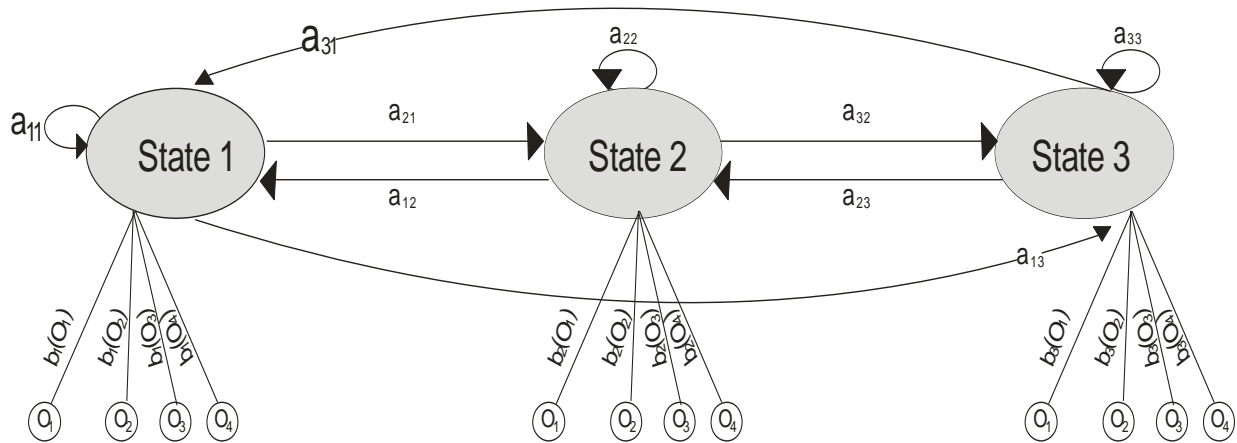 a31
a22
a33
a11
a21
a32
State 1
State 2
State 3
a12
a23
a13
b1(O1)
b1(O2)
b1(O3)
b1(O4)
b2(O1)
b2(O2)
b2(O3)
b2(O4)
b3(O1)
b3(O2)
b3(O3)
b3(O4)
O1
O2
O3
O4
O1
O2
O3
O4
O1
O2
O3
O4